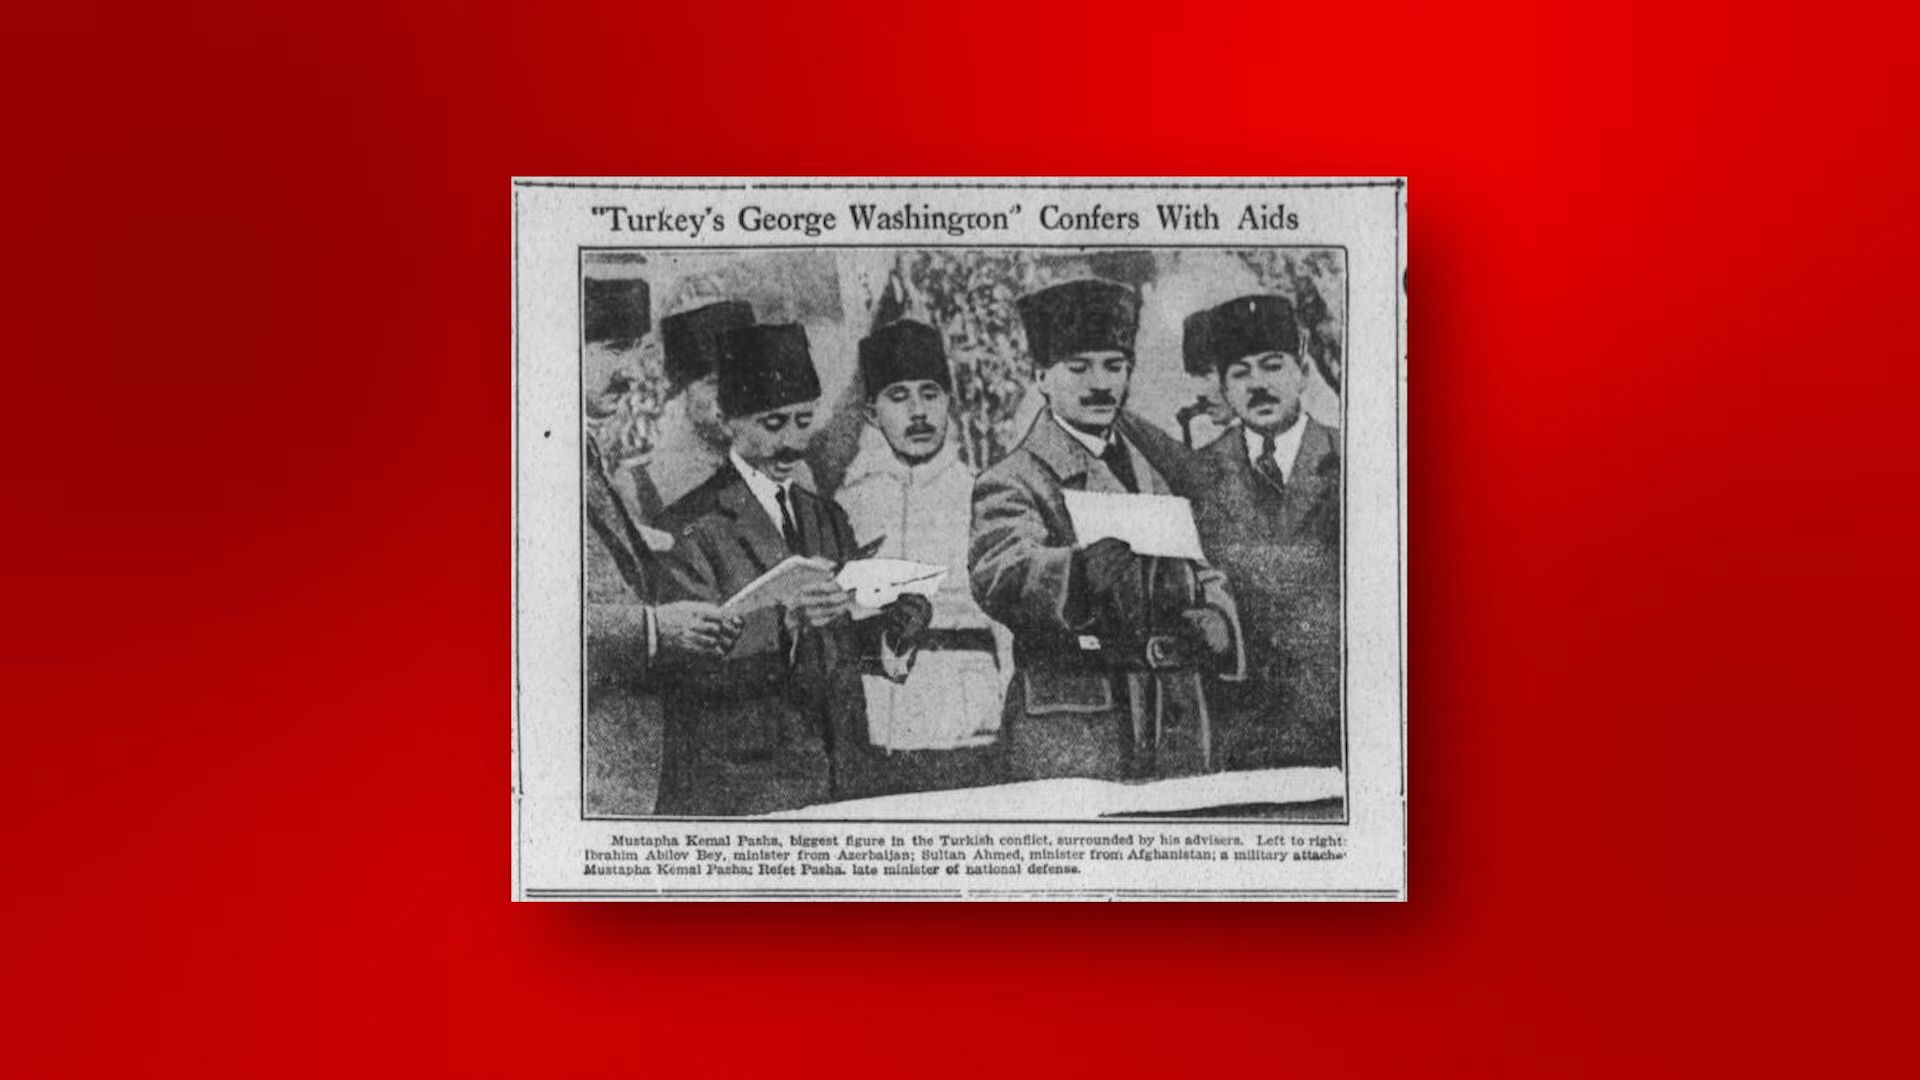 "Turkey's George Washington" Confers With Aids
Mustapha Kemal Pasha, biggest figure in the Turkish conflict, surrounded by his advisers. Left to right:
Ibrahim Abilov Bey, minister from Azerbaijan; Sultan Ahmed, minister from Afghanistan; a military attache
Mustapha Kemal Pasha; Refet Pasha, late minister of national defense.